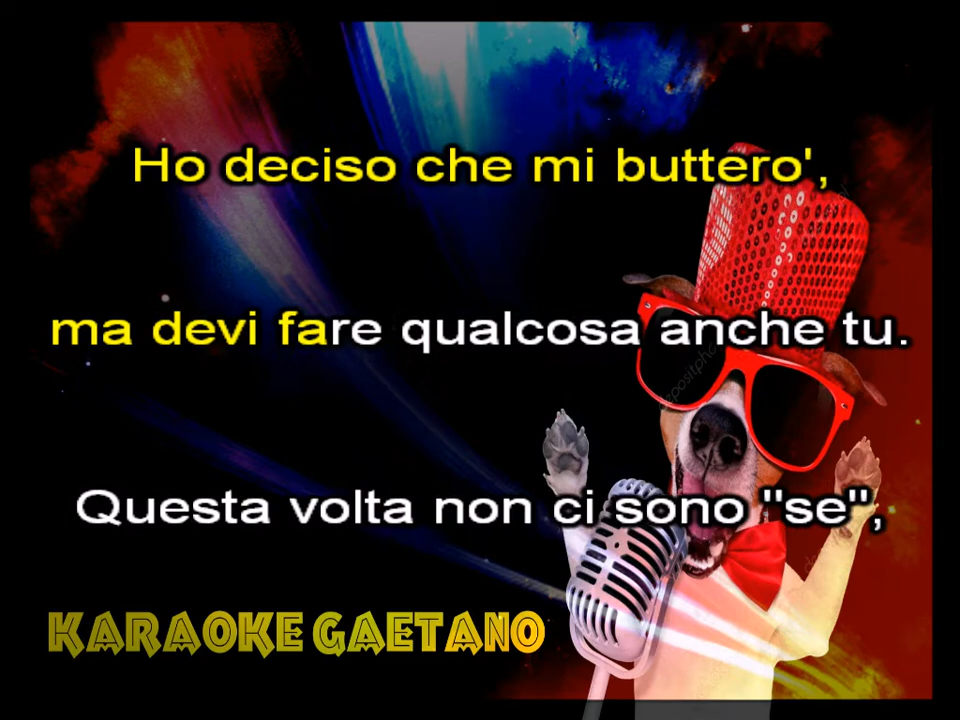 Ho deciso che mi buttero',
ma devi fare qualcosa anche tu.
Questa volta non ci sono "se",
KARAOKE GAETANO